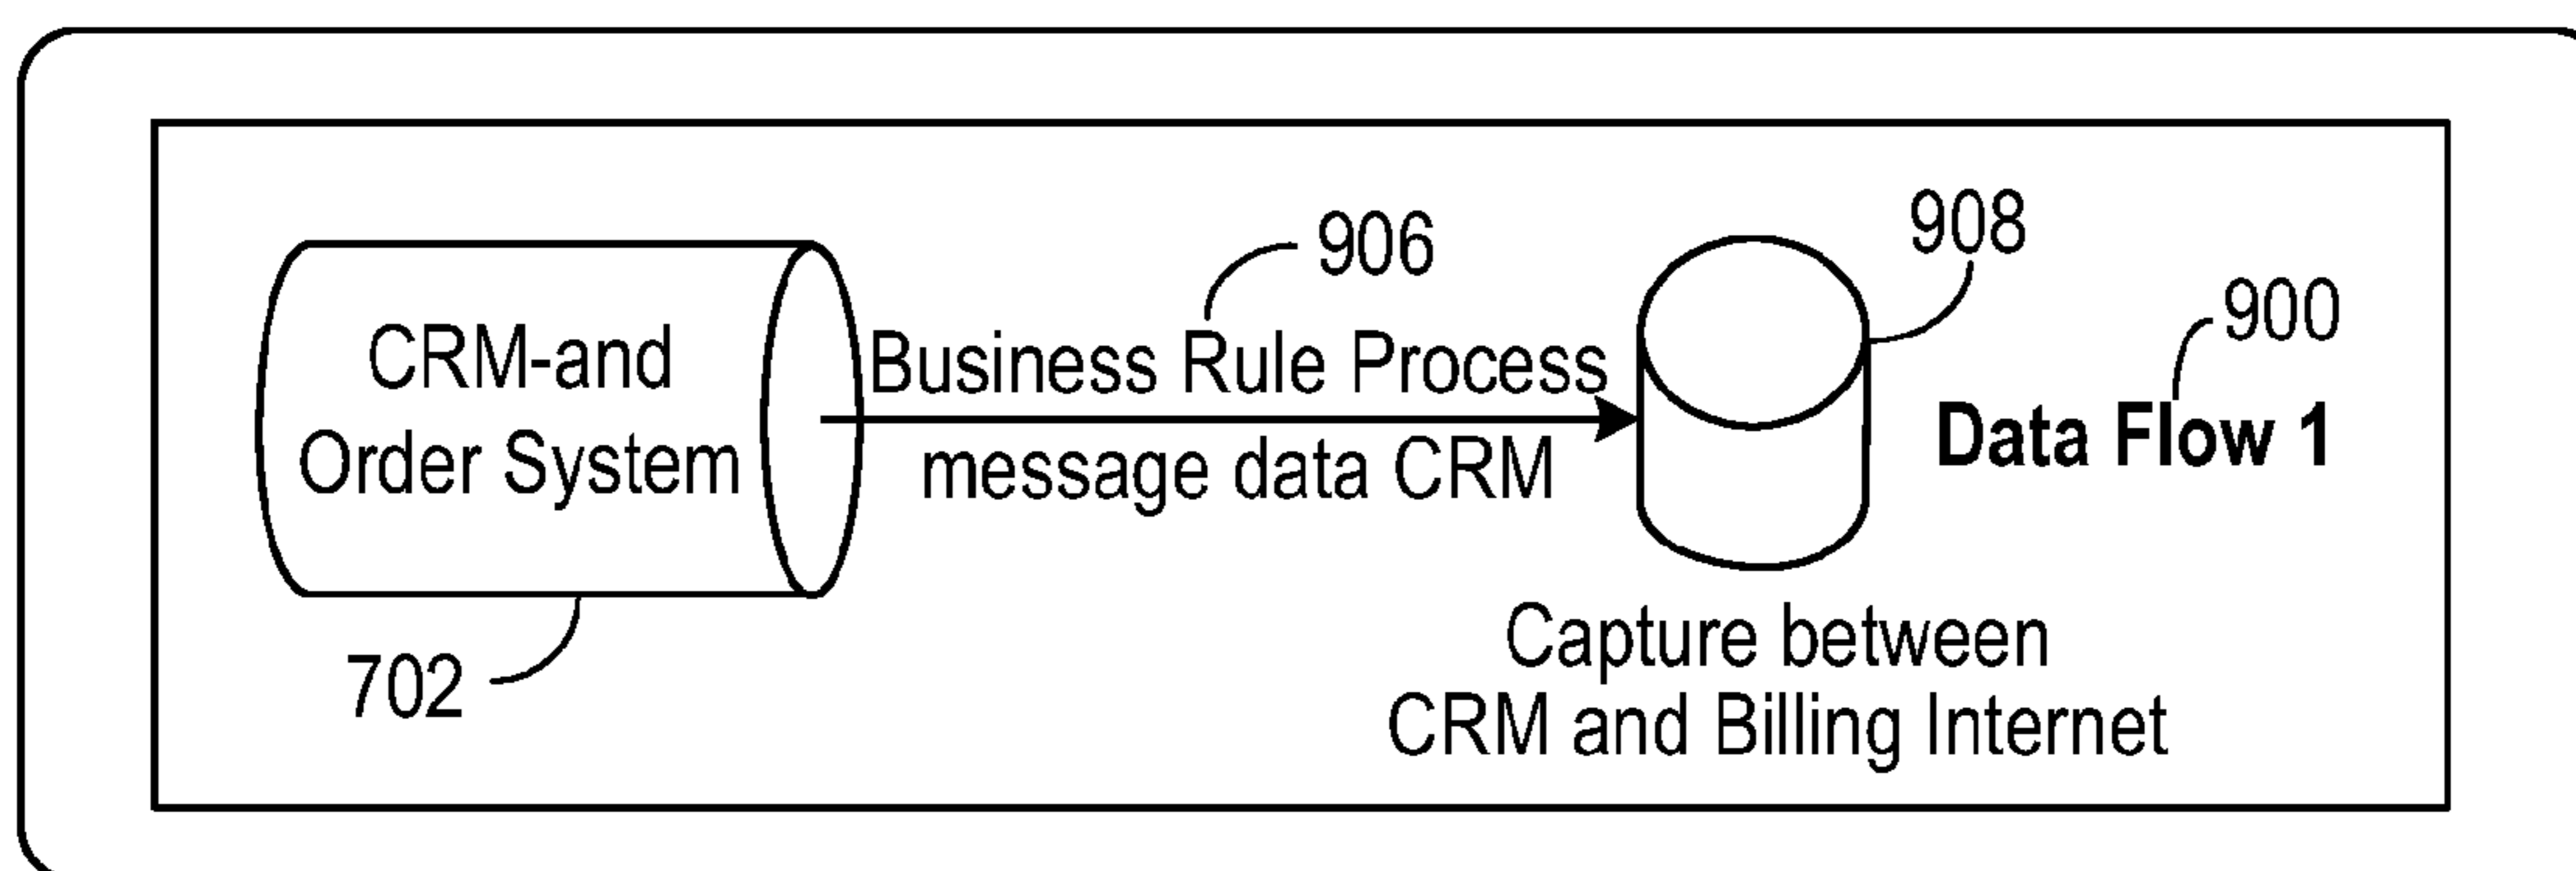 906
908
900
CRM-and
Order System
Business Rule Process
message data CRM
Data Flow 1
702
Capture between
CRM and Billing Internet